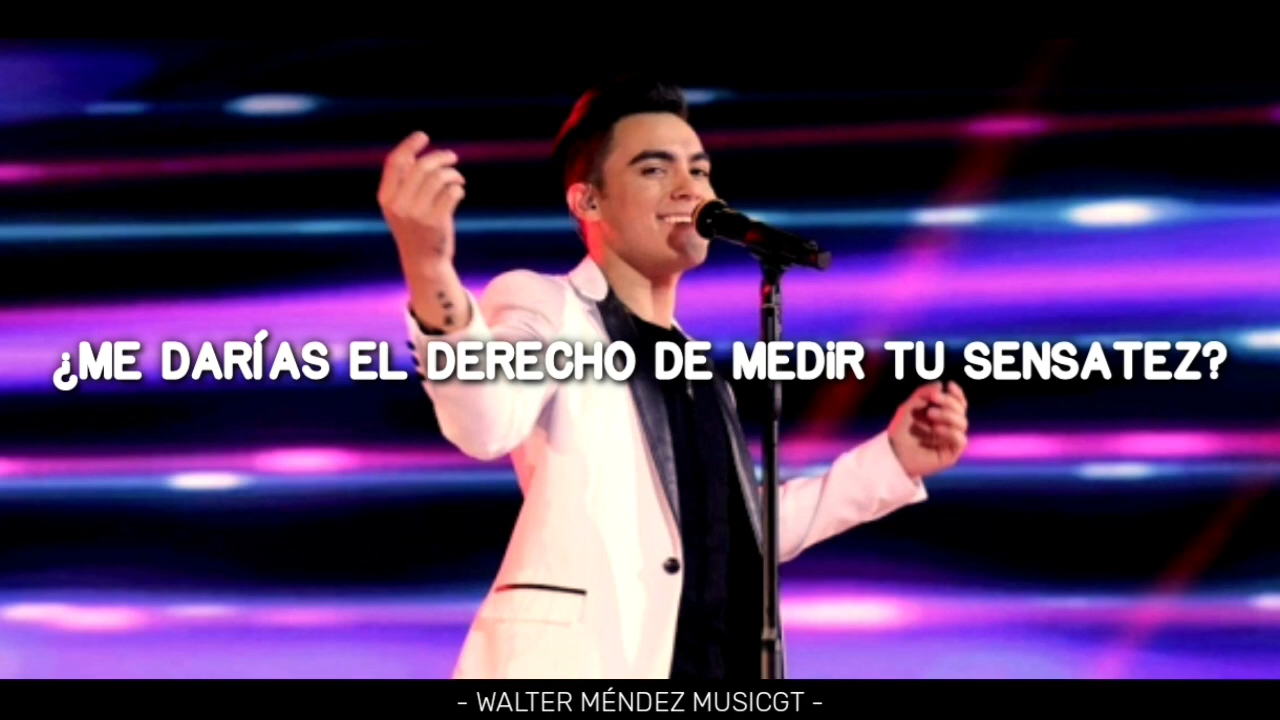 ¿ME DARÍAS EL DERECHO DE MEDiR TU SENSATEZ?
- WALTER MÉNDEZ MUSICGT -